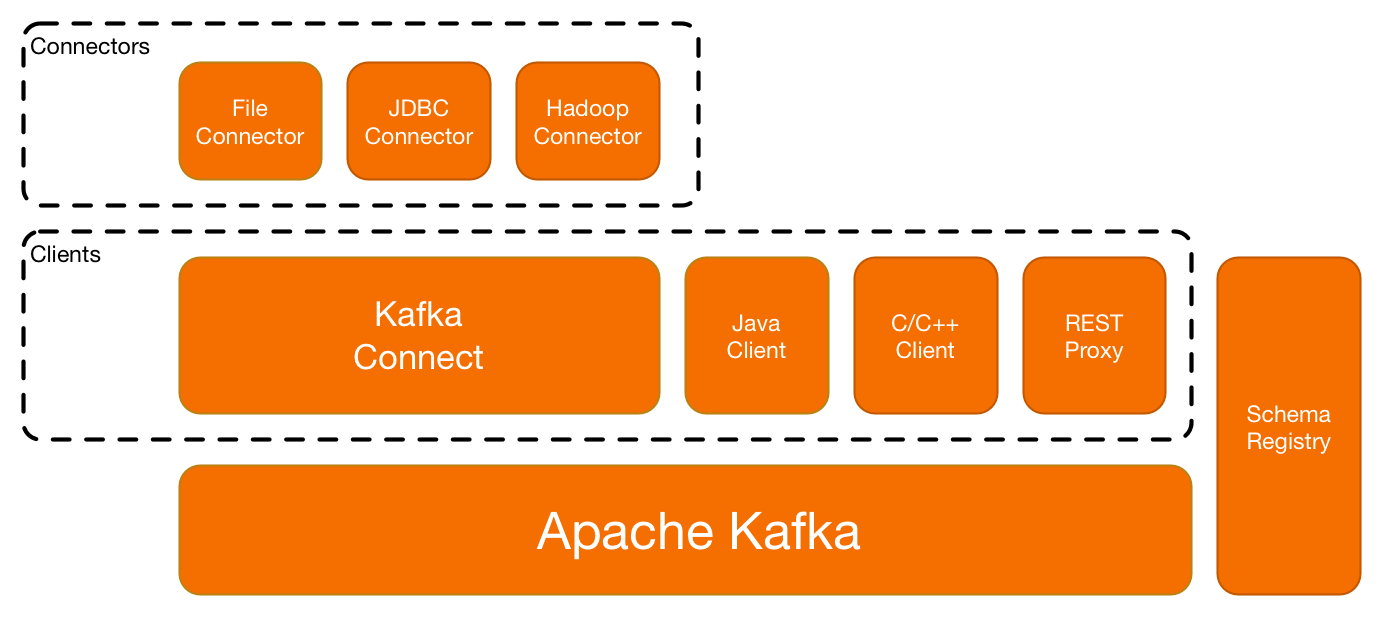 Connectors
File
Connector
JDBC
Connector
Hadoop
Connector
Clients
Kafka
Connect
Java
Client
C/C++
Client
REST
Proxy
Schema
Registry
Apache Kafka